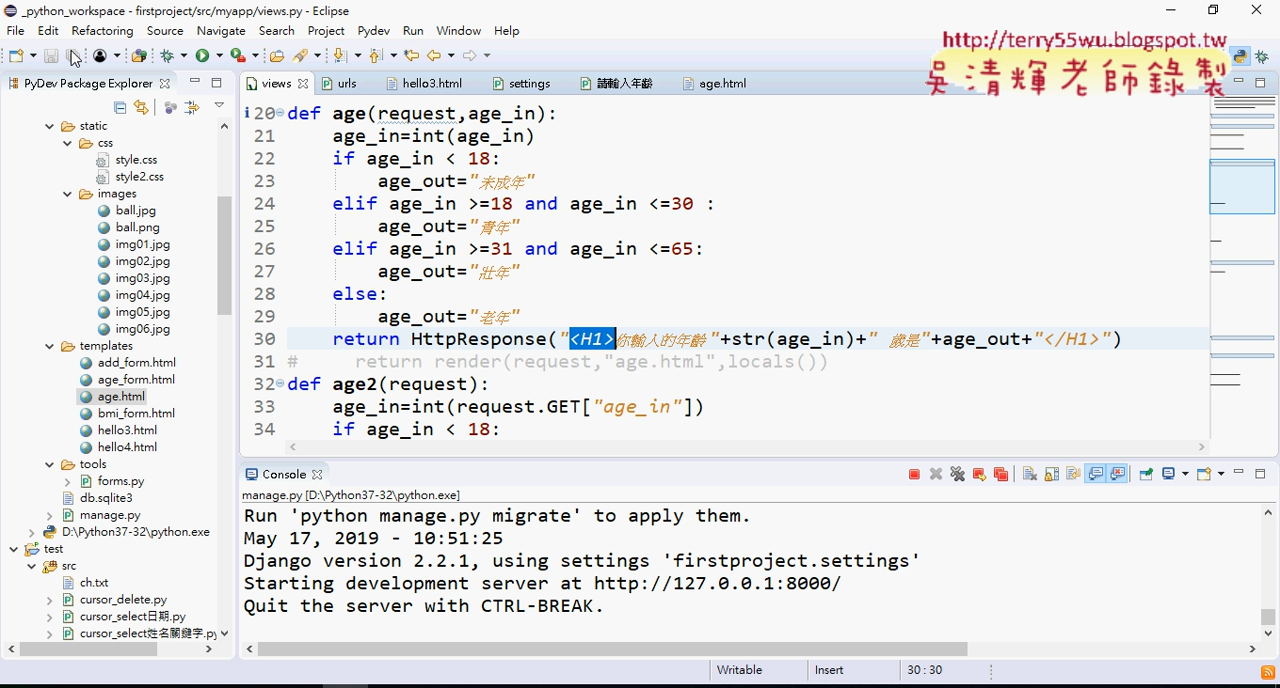 _python_workspace - firstproject/src/myapp/views.py - Eclipse
File Edit Refactoring Source Navigate Search Project Pydev Run Window Help
http://terry55wu.blogspot.tw
吳清輝老師錄製
PyDev Package Explorer
views urls hello3.html settings 請輸入年齡 age.html
static
css
style.css
style2.css
images
ball.jpg
ball.png
img01.jpg
img02.jpg
img03.jpg
img04.jpg
img05.jpg
img06.jpg
templates
add_form.html
age_form.html
age.html
bmi_form.html
hello3.html
hello4.html
tools
forms.py
db.sqlite3
manage.py
D:\Python37-32\python.exe
test
src
ch.txt
cursor_delete.py
cursor_select日期.py
cursor_select姓名關鍵字.py
20 def age(request,age_in):
21 age_in=int(age_in)
22 if age_in < 18:
23 age_out="未成年"
24 elif age_in >=18 and age_in <=30 :
25 age_out="青年"
26 elif age_in >=31 and age_in <=65:
27 age_out="壯年"
28 else:
29 age_out="老年"
30 return HttpResponse("<H1>你輸入的年齡"+str(age_in)+" 歲是"+age_out+"</H1>")
31 # return render(request,"age.html",locals())
32 def age2(request):
33 age_in=int(request.GET["age_in"])
34 if age_in < 18:
Console
manage.py [D:\Python37-32\python.exe]
Run 'python manage.py migrate' to apply them.
May 17, 2019 - 10:51:25
Django version 2.2.1, using settings 'firstproject.settings'
Starting development server at http://127.0.0.1:8000/
Quit the server with CTRL-BREAK.
Writable Insert 30 : 30